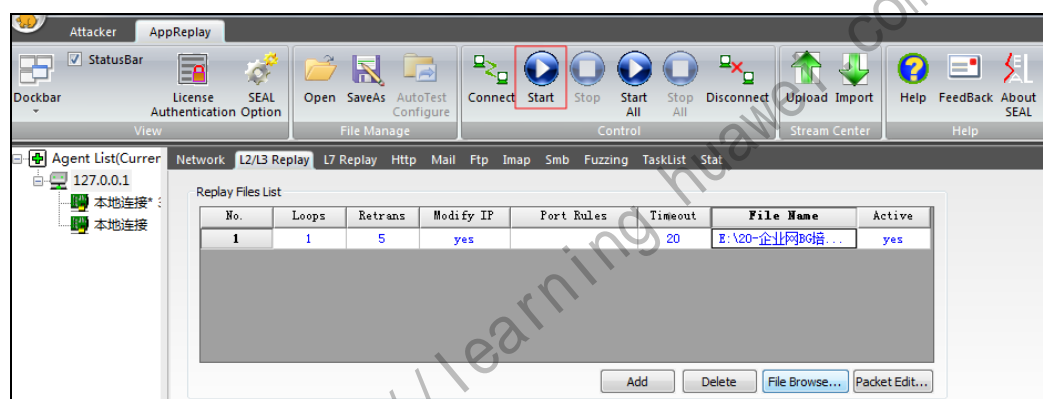 Attacker AppReplay
StatusBar
Dockbar
License Authentication
SEAL Option
View
Open
SaveAs
AutoTest Configure
File Manage
Connect
Start
Stop
Start All
Stop All
Disconnect
Control
Upload
Import
Stream Center
Help
FeedBack
About SEAL
Help
Agent List(Currer
127.0.0.1
本地连接* 3
本地连接
Network L2/L3 Replay L7 Replay Http Mail Ftp Imap Smb Fuzzing TaskList Stat
Replay Files List
No. Loops Retrans Modify IP Port Rules Timeout File Name Active
1 1 5 yes 20 E:\20-企业网BG培... yes
Add Delete File Browse... Packet Edit...
//learning.huawei.com